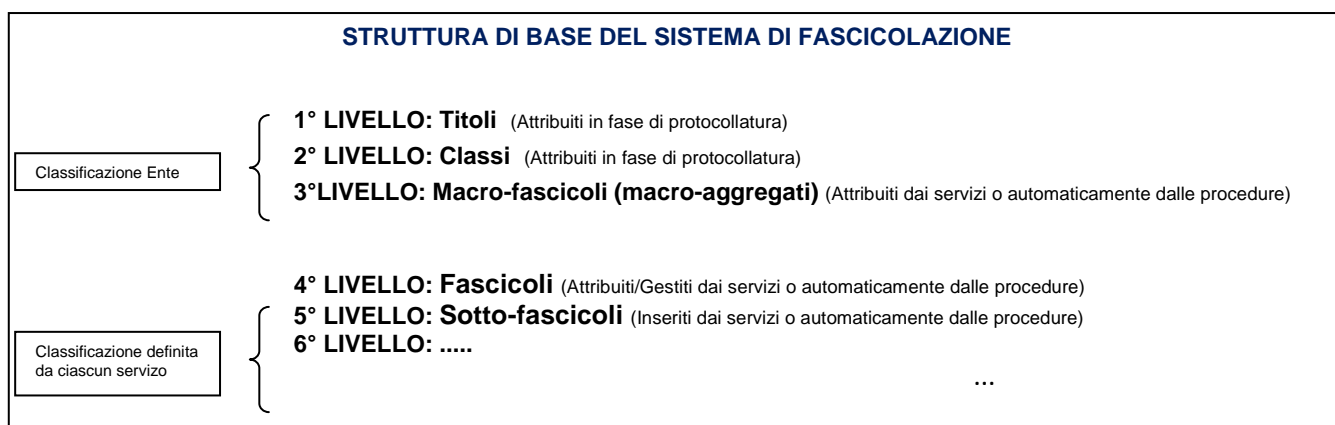 STRUTTURA DI BASE DEL SISTEMA DI FASCICOLAZIONE
Classificazione Ente
1° LIVELLO: Titoli (Attribuiti in fase di protocollatura)
2° LIVELLO: Classi (Attribuiti in fase di protocollatura)
3°LIVELLO: Macro-fascicoli (macro-aggregati) (Attribuiti dai servizi o automaticamente dalle procedure)
Classificazione definita
da ciascun servizo
4° LIVELLO: Fascicoli (Attribuiti/Gestiti dai servizi o automaticamente dalle procedure)
5° LIVELLO: Sotto-fascicoli (Inseriti dai servizi o automaticamente dalle procedure)
6° LIVELLO: .....
...